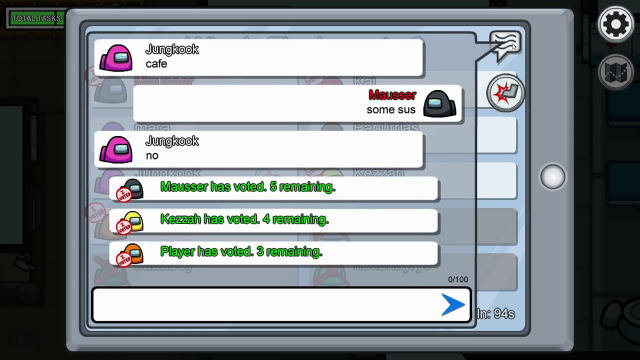 TOTAL TASKS
Jungkook
cafe
Mausser
some sus
Jungkook
no
Mausser has voted. 5 remaining.
Kezzah has voted. 4 remaining.
Player has voted. 3 remaining.
0/100
In: 94s